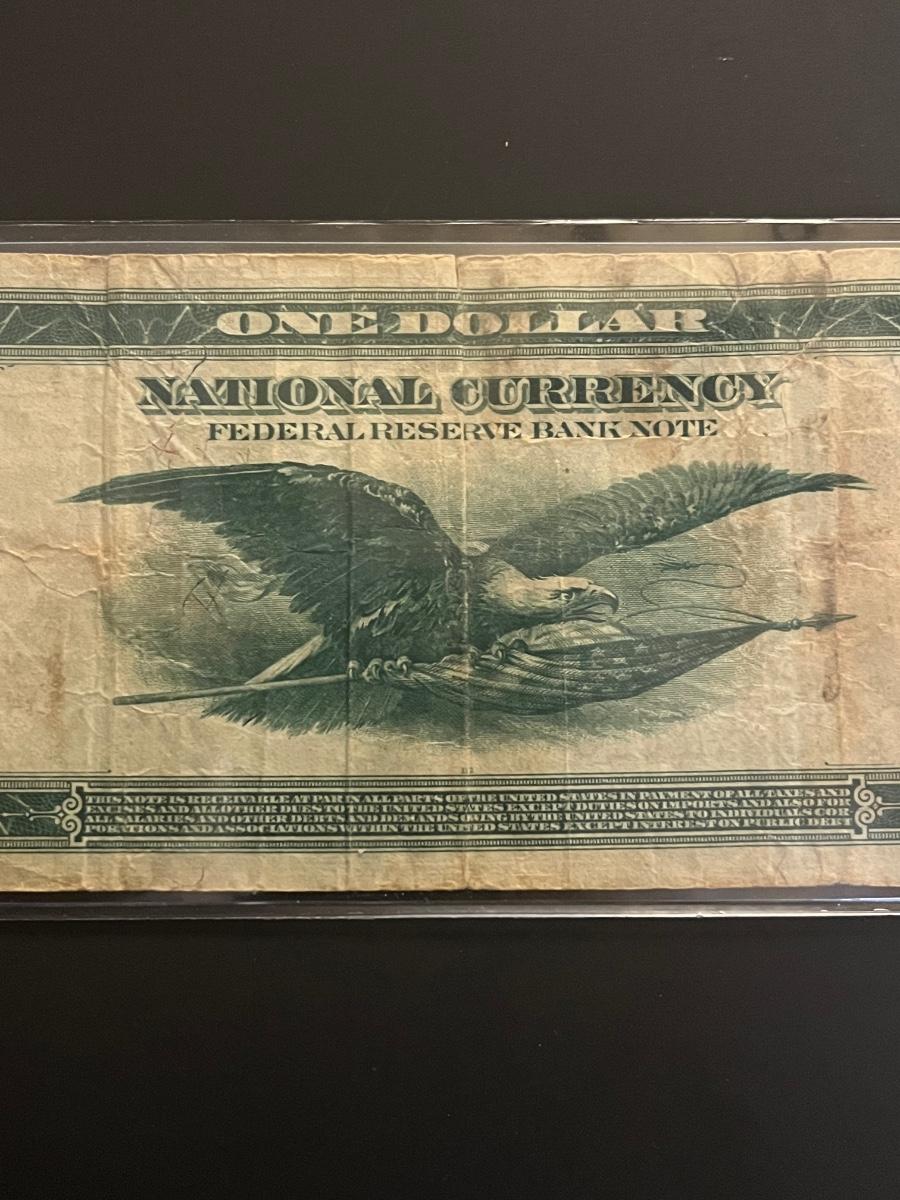 ONE DOLLAR
NATIONAL CURRENCY
FEDERAL RESERVE BANK NOTE
THIS NOTE IS RECEIVABLE AT PAR IN ALL PARTS OF THE UNITED STATES IN PAYMENT OF ALL TAXES AND
EXCISES AND ALL OTHER DUES TO THE UNITED STATES EXCEPT DUTIES ON IMPORTS AND ALSO FOR
ALL SALARIES AND OTHER DEBTS AND DEMANDS OWING BY THE UNITED STATES TO INDIVIDUALS COR
PORATIONS AND ASSOCIATIONS WITHIN THE UNITED STATES EXCEPT INTEREST ON PUBLIC DEBT